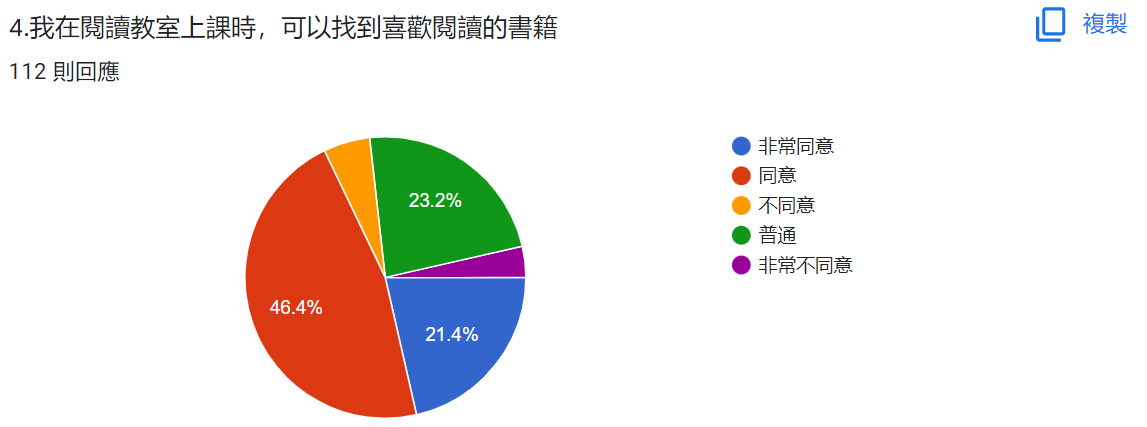 4.我在閱讀教室上課時，可以找到喜歡閱讀的書籍
複製
112 則回應
23.2%
46.4%
21.4%
非常同意
同意
不同意
普通
非常不同意